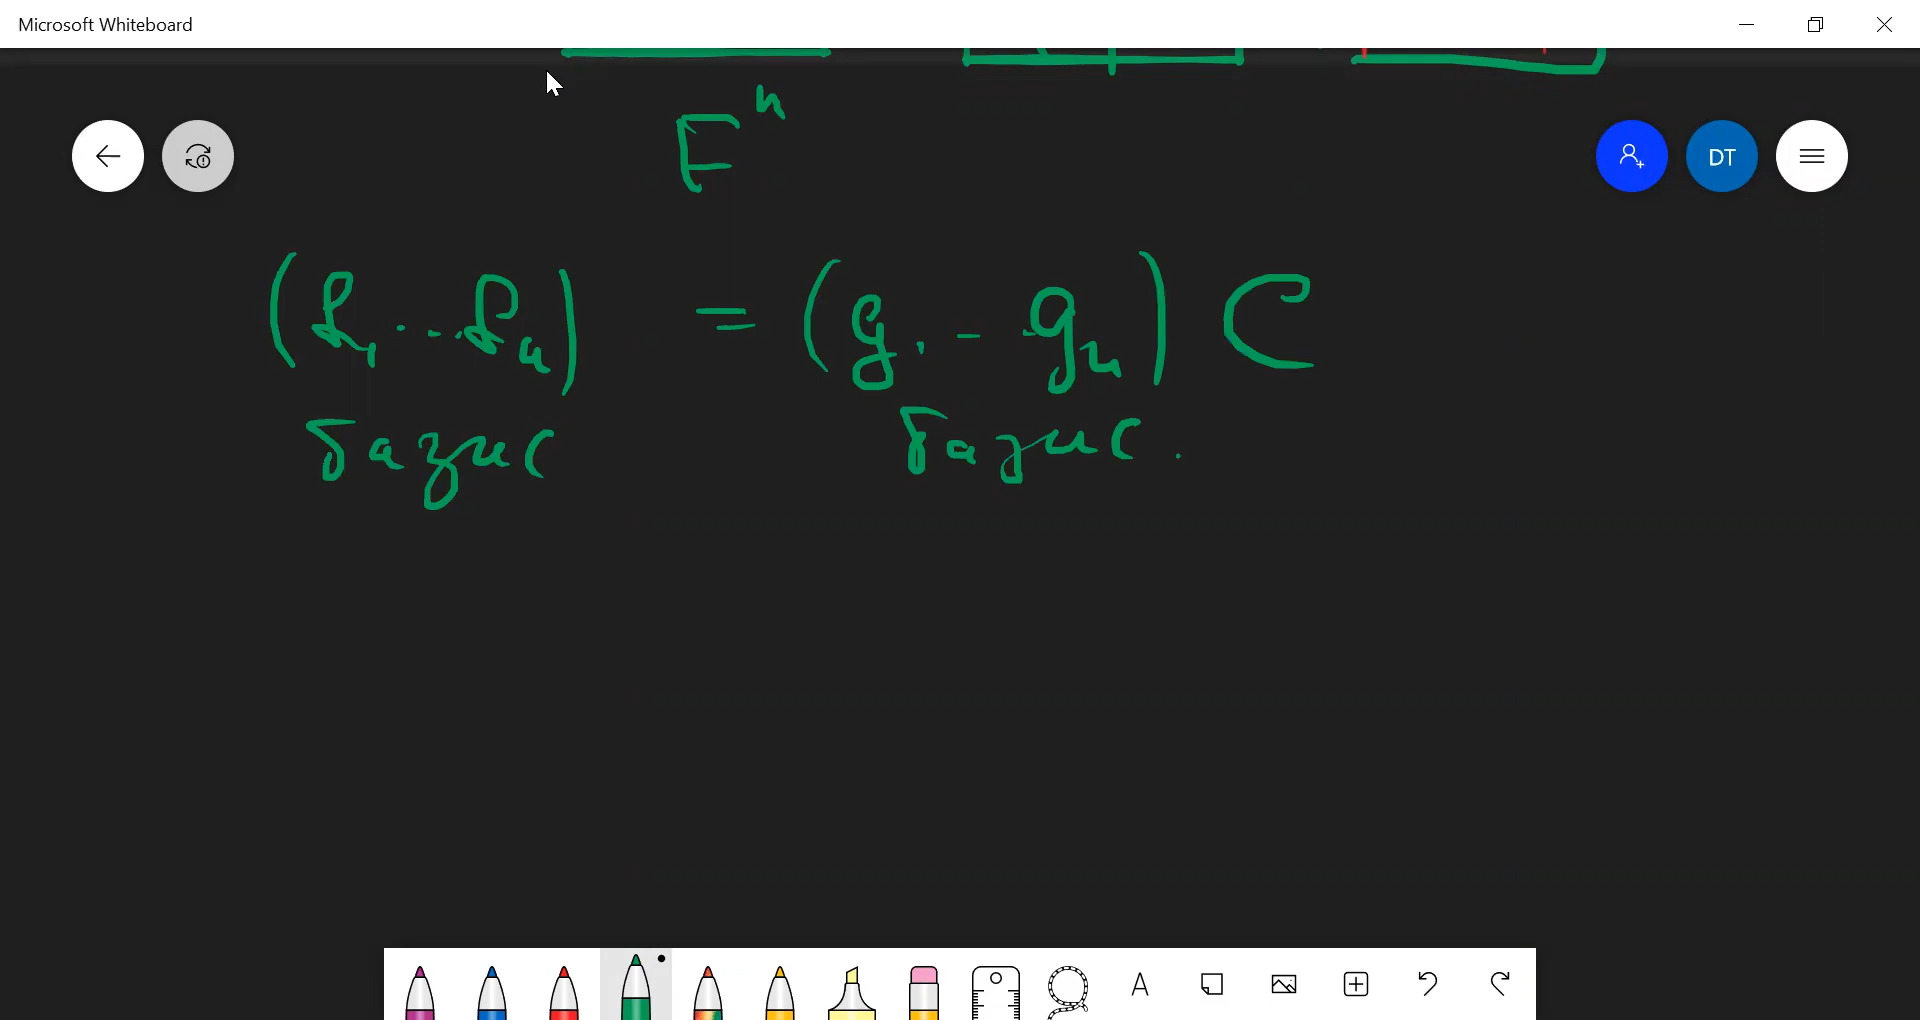 Microsoft Whiteboard
F^n
DT
(f₁...fₙ) = (g₁ - gₙ) C
базис базис.
A